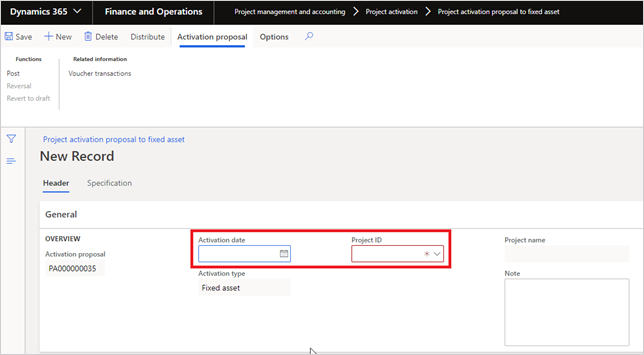 Dynamics 365 Finance and Operations Project management and accounting Project activation Project activation proposal to fixed asset
Save New Delete Distribute Activation proposal Options
Functions Related information
Post Voucher transactions
Reversal
Revert to draft
Project activation proposal to fixed asset
New Record
Header Specification
General
OVERVIEW Activation date Project ID Project name
Activation proposal
PA000000035
*
Activation type Note
Fixed asset